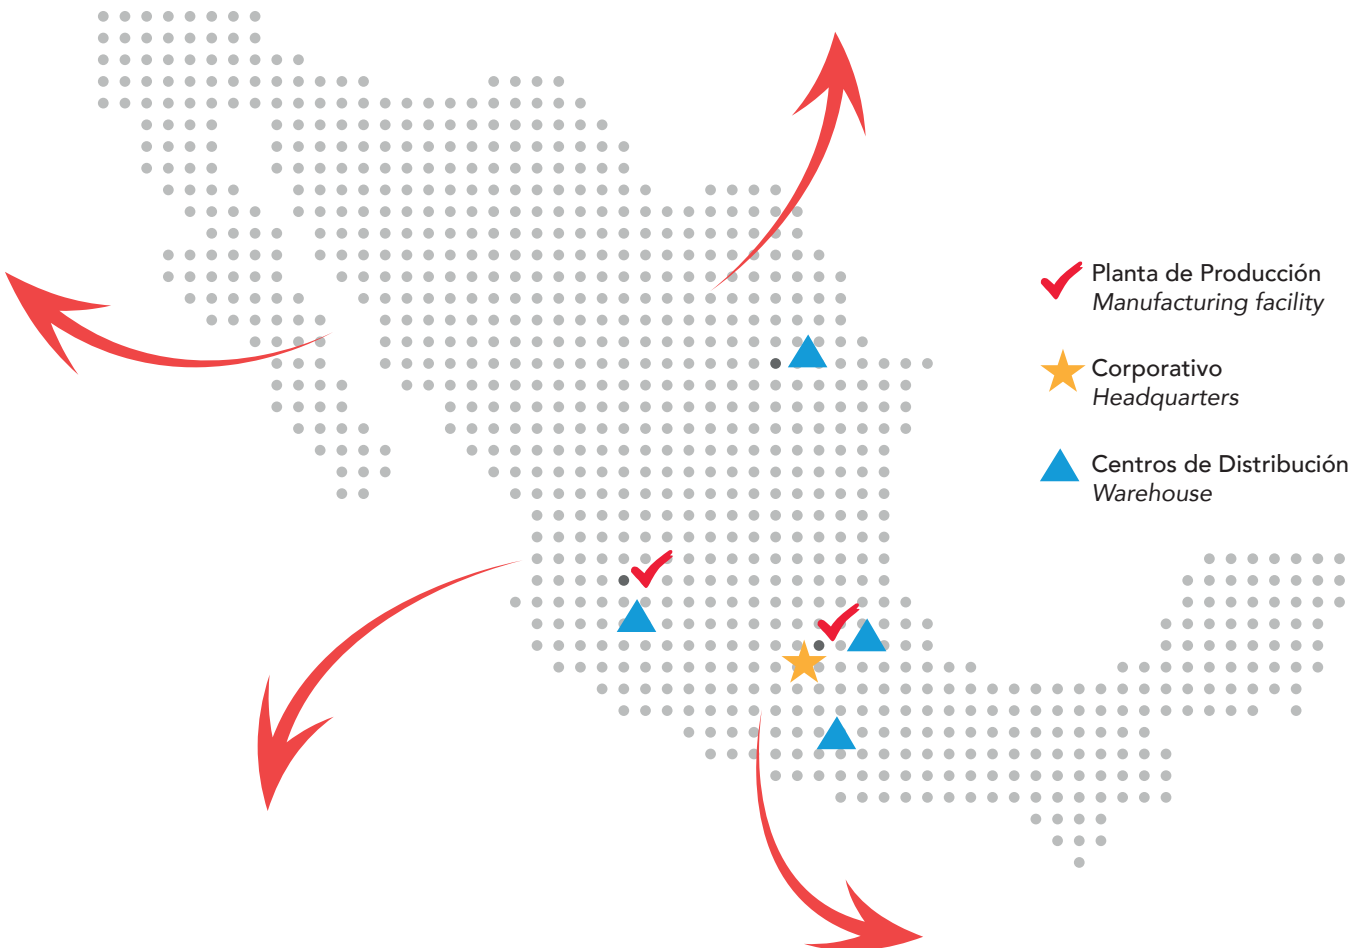 Planta de Producción
Manufacturing facility
Corporativo
Headquarters
Centros de Distribución
Warehouse